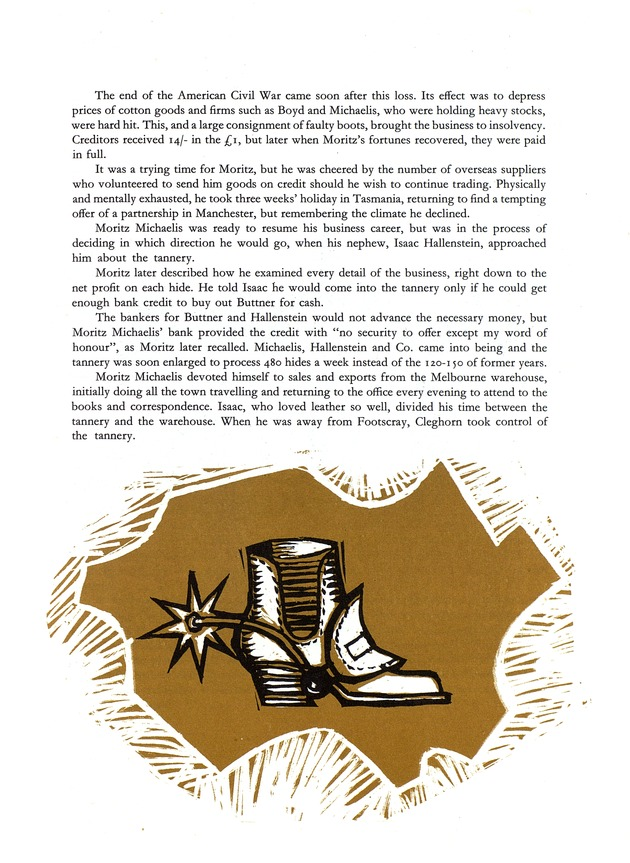 The end of the American Civil War came soon after this loss. Its effect was to depress
prices of cotton goods and firms such as Boyd and Michaelis, who were holding heavy stocks,
were hard hit. This, and a large consignment of faulty boots, brought the business to insolvency.
Creditors received 14/- in the £1, but later when Moritz's fortunes recovered, they were paid
in full.
It was a trying time for Moritz, but he was cheered by the number of overseas suppliers
who volunteered to send him goods on credit should he wish to continue trading. Physically
and mentally exhausted, he took three weeks' holiday in Tasmania, returning to find a tempting
offer of a partnership in Manchester, but remembering the climate he declined.
Moritz Michaelis was ready to resume his business career, but was in the process of
deciding in which direction he would go, when his nephew, Isaac Hallenstein, approached
him about the tannery.
Moritz later described how he examined every detail of the business, right down to the
net profit on each hide. He told Isaac he would come into the tannery only if he could get
enough bank credit to buy out Buttner for cash.
The bankers for Buttner and Hallenstein would not advance the necessary money, but
Moritz Michaelis' bank provided the credit with "no security to offer except my word of
honour", as Moritz later recalled. Michaelis, Hallenstein and Co. came into being and the
tannery was soon enlarged to process 480 hides a week instead of the 120-150 of former years.
Moritz Michaelis devoted himself to sales and exports from the Melbourne warehouse,
initially doing all the town travelling and returning to the office every evening to attend to the
books and correspondence. Isaac, who loved leather so well, divided his time between the
tannery and the warehouse. When he was away from Footscray, Cleghorn took control of
the tannery.